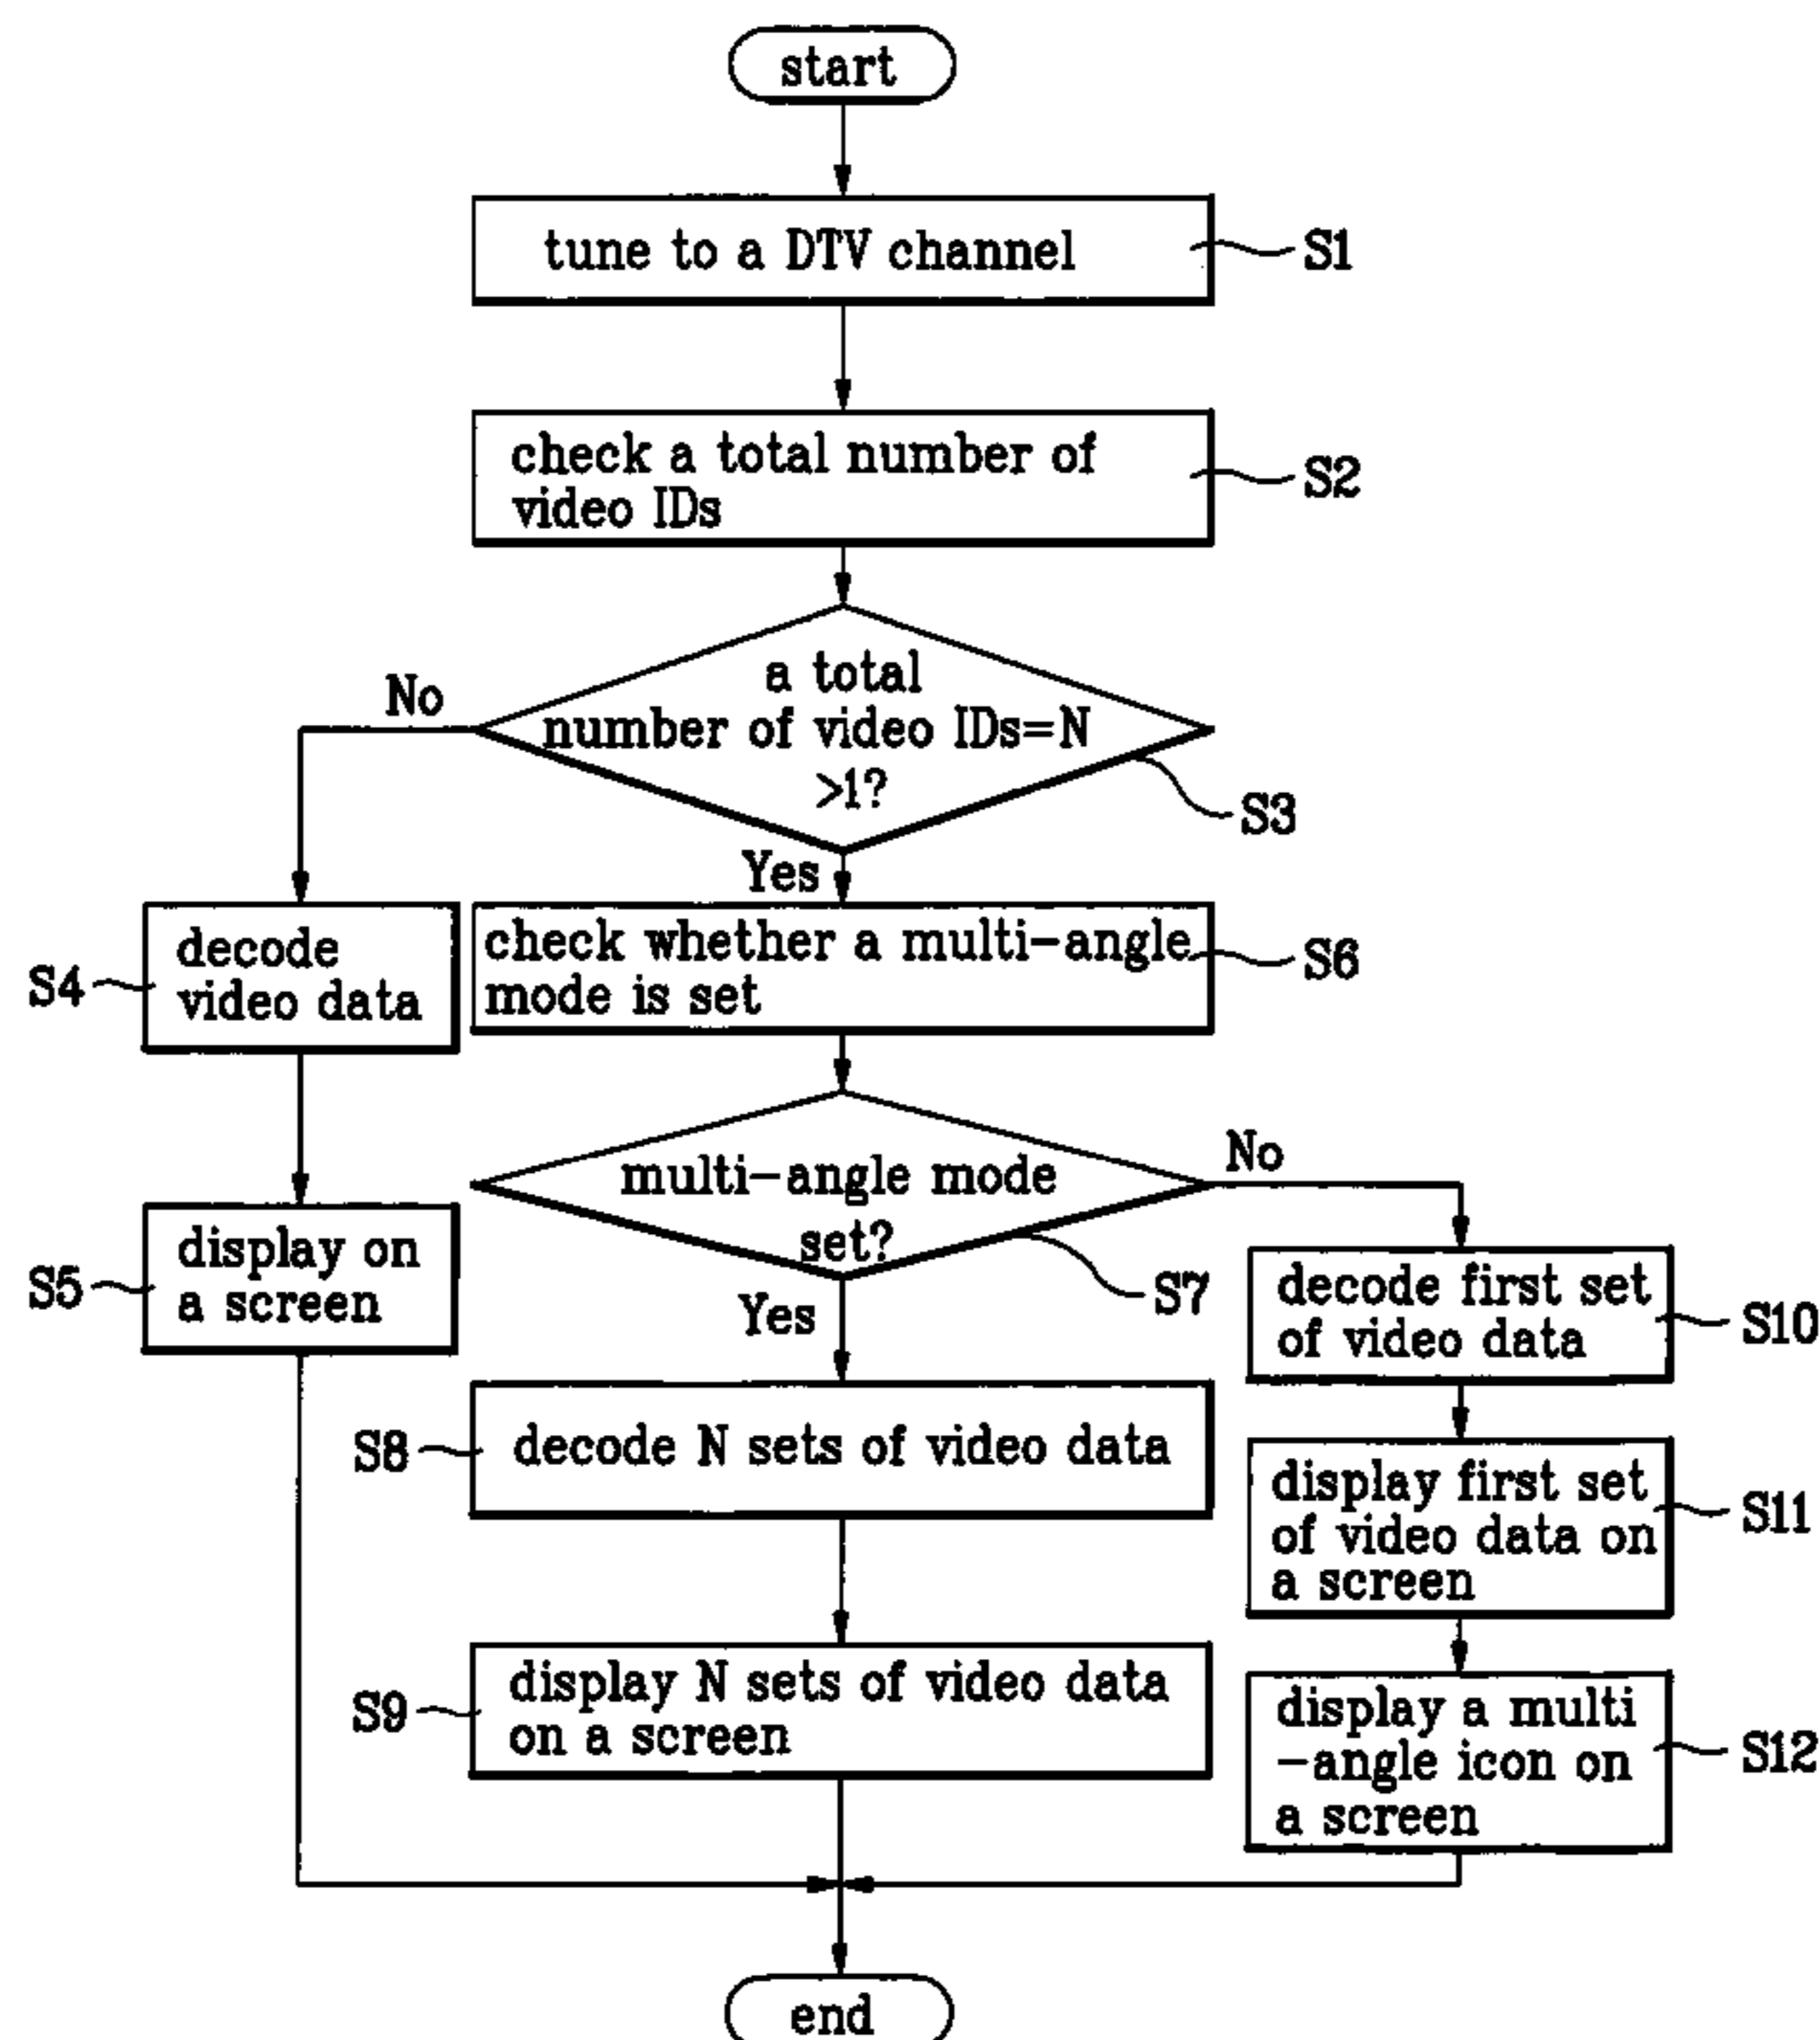 start
tune to a DTV channel
S1
check a total number of
video IDs
S2
a total
number of video IDs=N
>1?
S3
No
Yes
decode
video data
S4
check whether a multi-angle
mode is set
S6
display on
a screen
S5
multi-angle mode
set?
S7
No
Yes
decode first set
of video data
S10
decode N sets of video data
S8
display first set
of video data on
a screen
S11
display N sets of video data
on a screen
S9
display a multi
-angle icon on
a screen
S12
end